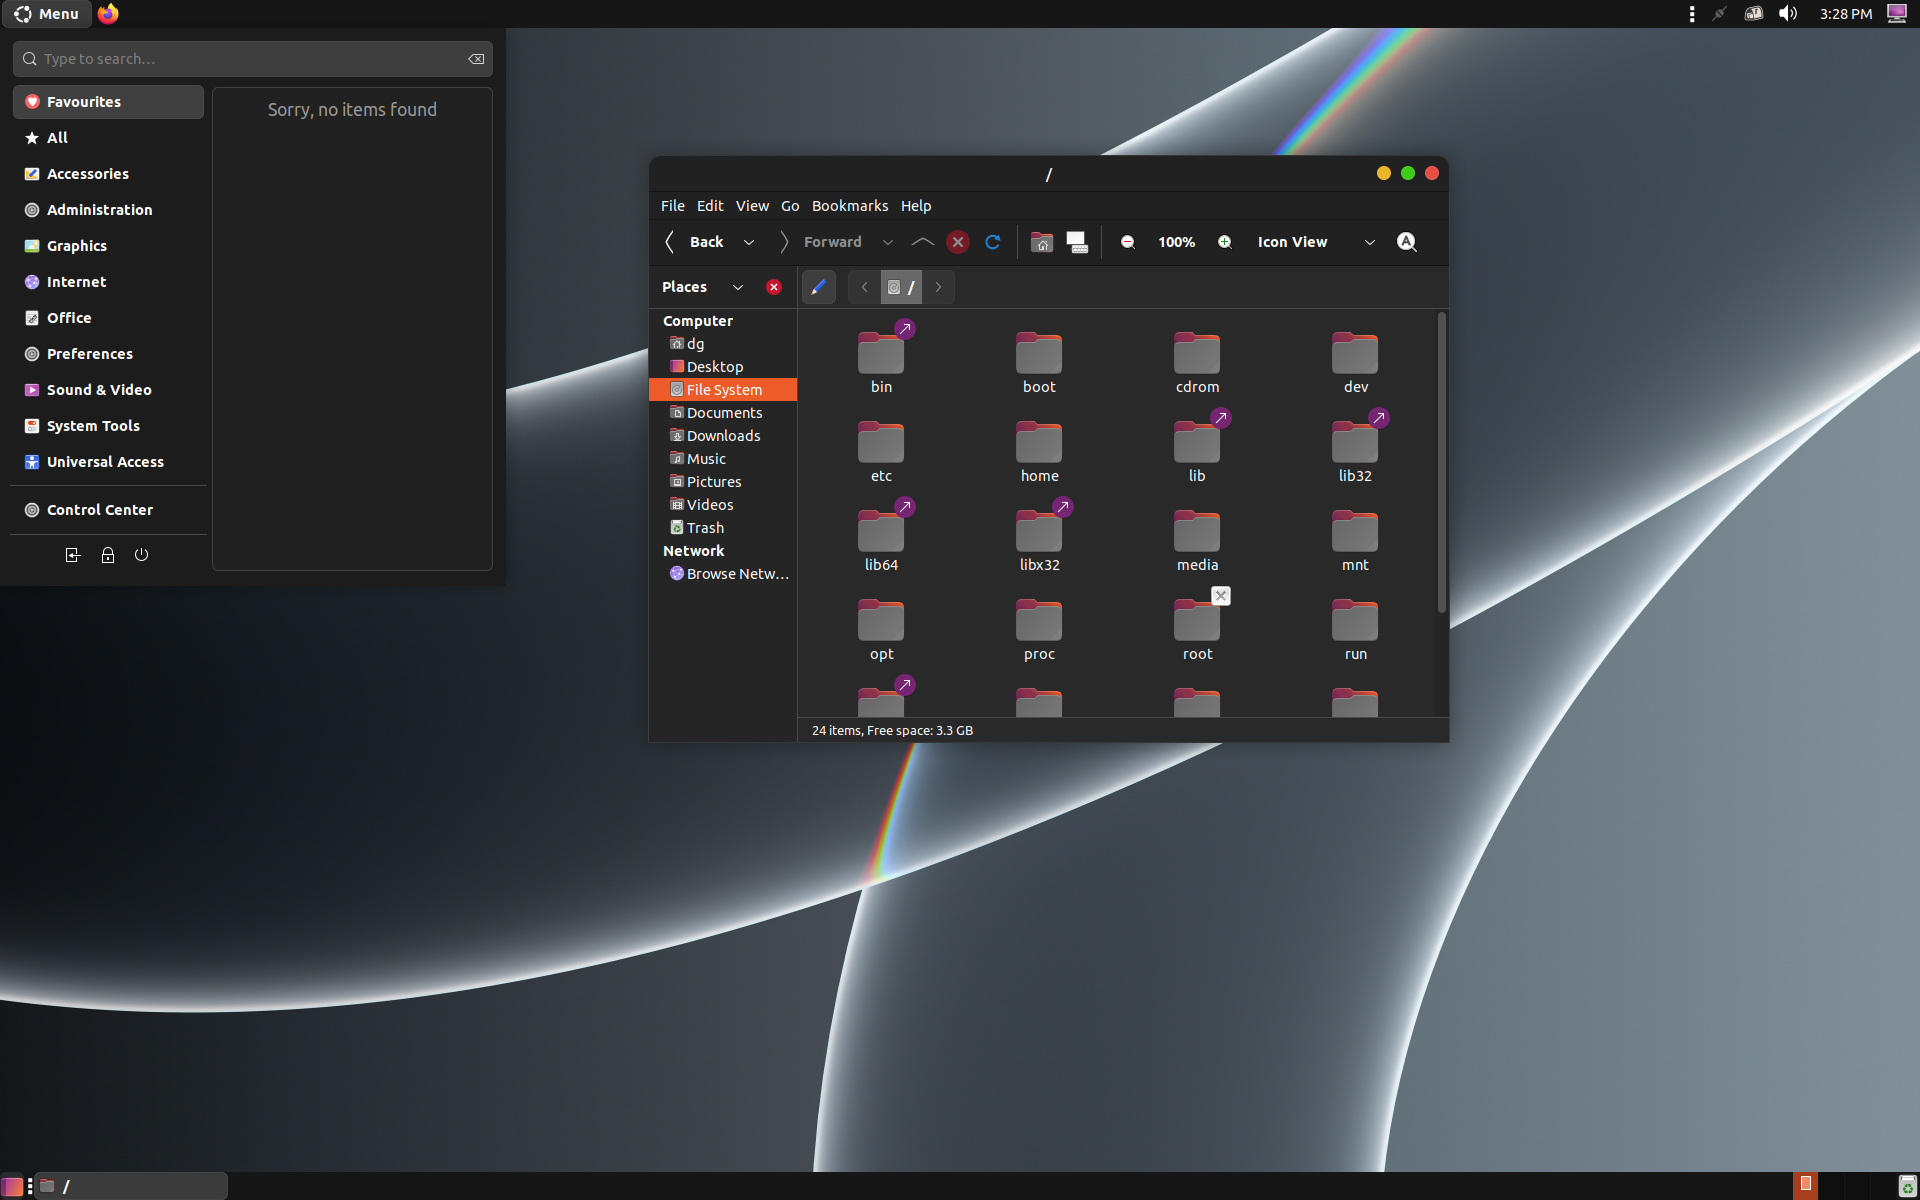 Menu
3:28 PM
Type to search...
Favourites
Sorry, no items found
All
Accessories
Administration
Graphics
Internet
Office
Preferences
Sound & Video
System Tools
Universal Access
Control Center
/
File Edit View Go Bookmarks Help
Back Forward 100% Icon View
Places /
Computer
dg
Desktop
File System
Documents
Downloads
Music
Pictures
Videos
Trash
Network
Browse Netw...
bin boot cdrom dev
etc home lib lib32
lib64 libx32 media mnt
opt proc root run
24 items, Free space: 3.3 GB
/